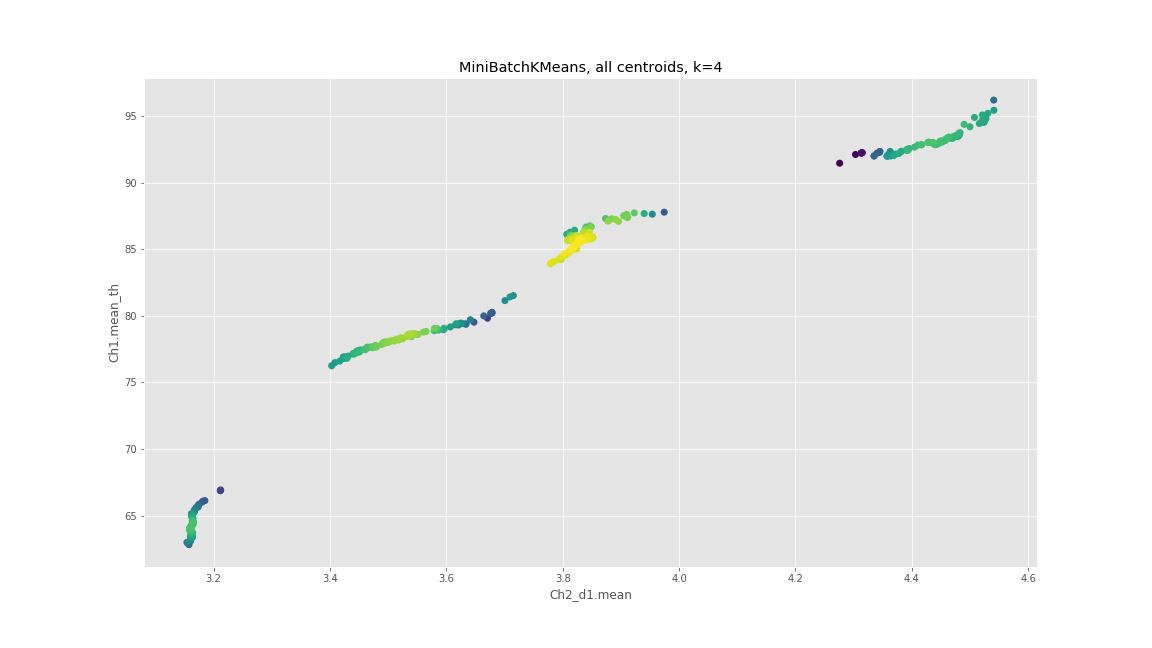 MiniBatchKMeans, all centroids, k=4
95
90
85
80
75
70
65
Ch1.mean_th
3.2 3.4 3.6 3.8 4.0 4.2 4.4 4.6
Ch2_d1.mean